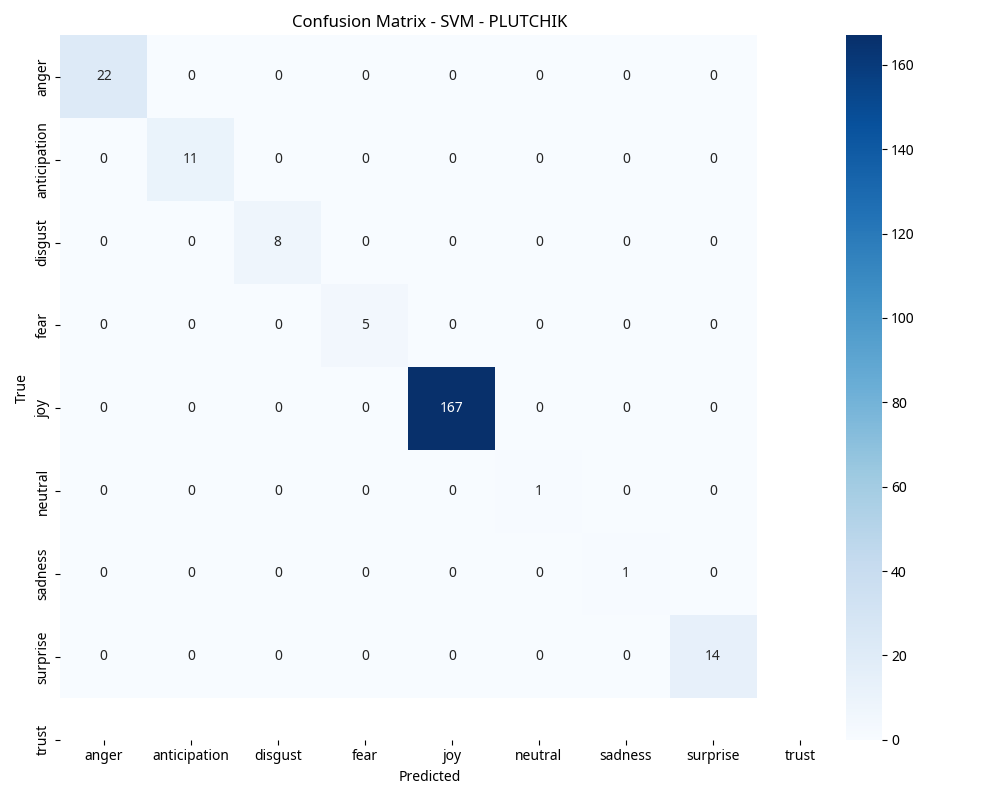 Confusion Matrix - SVM - PLUTCHIK
anger 22 0 0 0 0 0 0 0
anticipation 0 11 0 0 0 0 0 0
disgust 0 0 8 0 0 0 0 0
fear 0 0 0 5 0 0 0 0
joy 0 0 0 0 167 0 0 0
neutral 0 0 0 0 0 1 0 0
sadness 0 0 0 0 0 0 1 0
surprise 0 0 0 0 0 0 0 14
trust
True
anger anticipation disgust fear joy neutral sadness surprise trust
Predicted
160
140
120
100
80
60
40
20
0